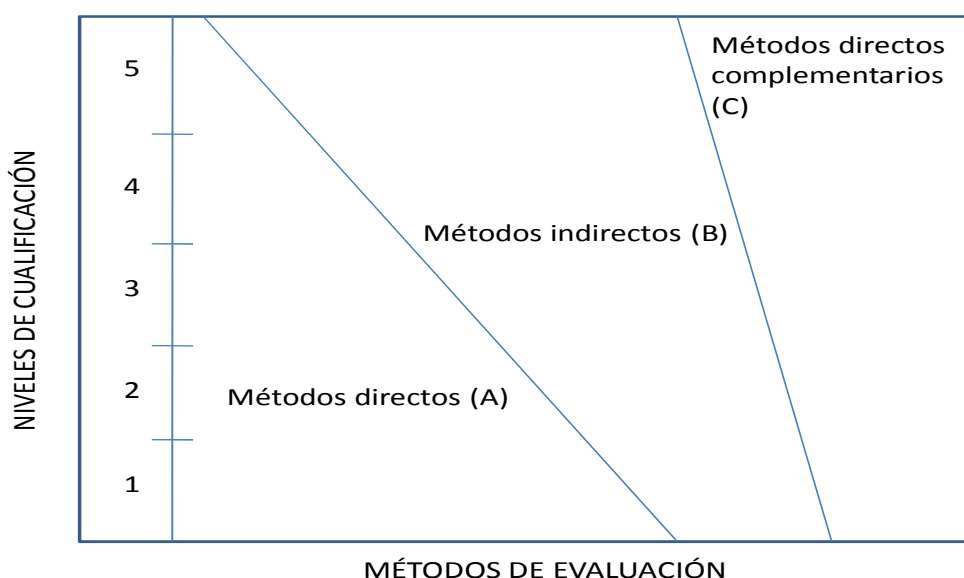 NIVELES DE CUALIFICACIÓN
5
4
3
2
1
Métodos directos
complementarios
(C)
Métodos indirectos (B)
Métodos directos (A)
MÉTODOS DE EVALUACIÓN